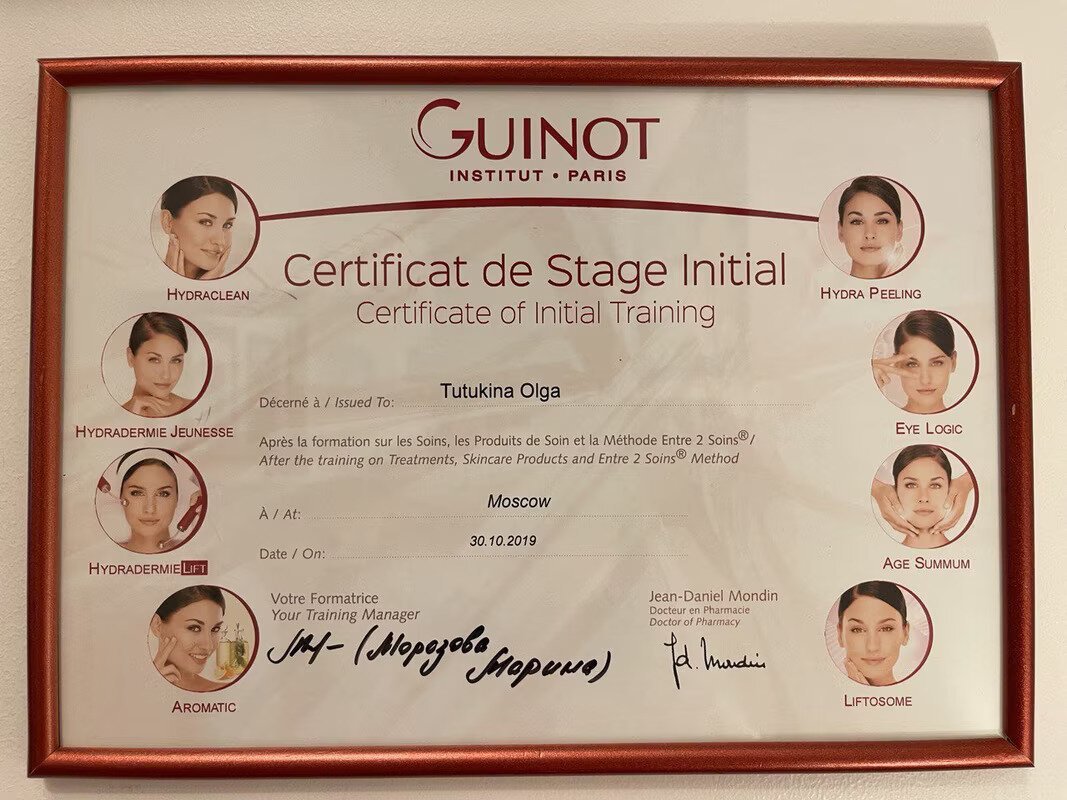 GUINOT
INSTITUT • PARIS
Certificat de Stage Initial
Certificate of Initial Training
HYDRACLEAN
HYDRA PEELING
HYDRADERMIE JEUNESSE
EYE LOGIC
HYDRADERMIE LIFT
AGE SUMMUM
AROMATIC
LIFTOSOME
Décerné à / Issued To: Tutukina Olga
Après la formation sur les Soins, les Produits de Soin et la Méthode Entre 2 Soins® /
After the training on Treatments, Skincare Products and Entre 2 Soins® Method
À / At: Moscow
Date / On: 30.10.2019
Votre Formatrice
Your Training Manager
(Морозова
Марина)
Jean-Daniel Mondin
Docteur en Pharmacie
Doctor of Pharmacy
Jd. Mondin